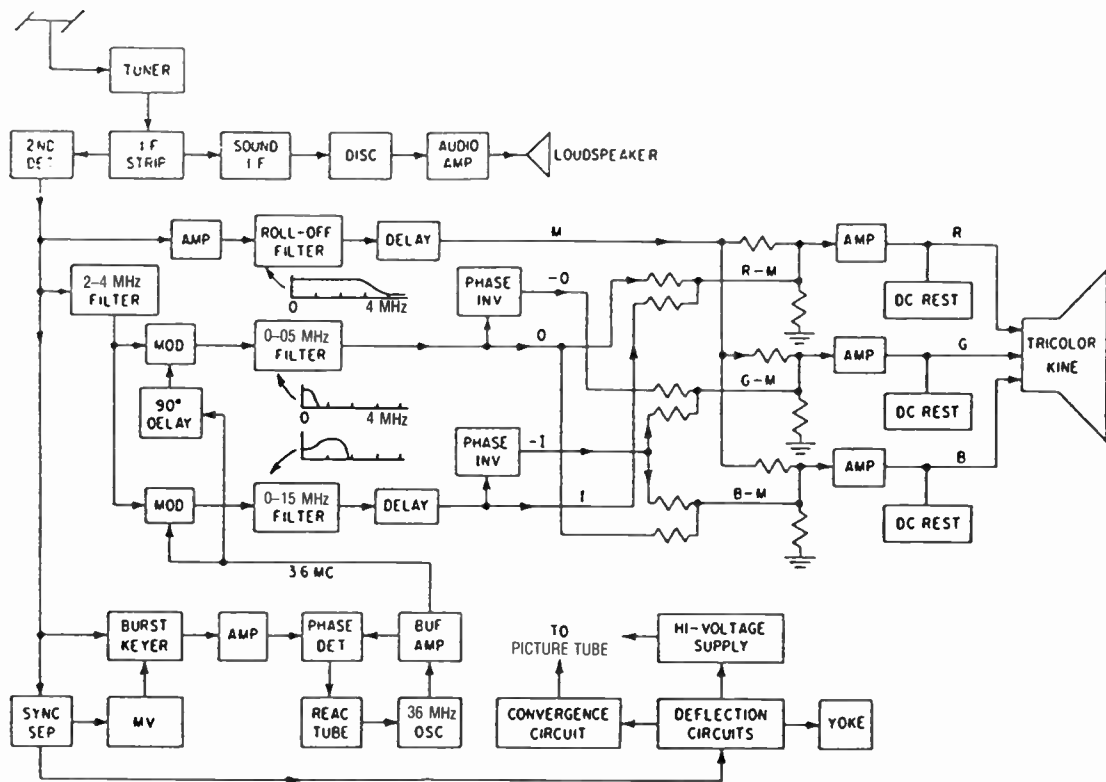 TUNER
2ND
DET
I F
STRIP
SOUND
I F
DISC
AUDIO
AMP
LOUDSPEAKER
AMP
ROLL-OFF
FILTER
DELAY
M
AMP
R
2-4 MHz
FILTER
0
4 MHz
PHASE
INV
-Q
R-M
DC REST
MOD
0-05 MHz
FILTER
Q
TRICOLOR
KINE
90°
DELAY
0
4 MHz
G-M
AMP
G
DC REST
PHASE
INV
-I
AMP
B
MOD
0-15 MHz
FILTER
DELAY
I
B-M
DC REST
36 MC
BURST
KEYER
AMP
PHASE
DET
BUF
AMP
TO
PICTURE TUBE
HI-VOLTAGE
SUPPLY
SYNC
SEP
MV
REAC
TUBE
36 MHz
OSC
CONVERGENCE
CIRCUIT
DEFLECTION
CIRCUITS
YOKE